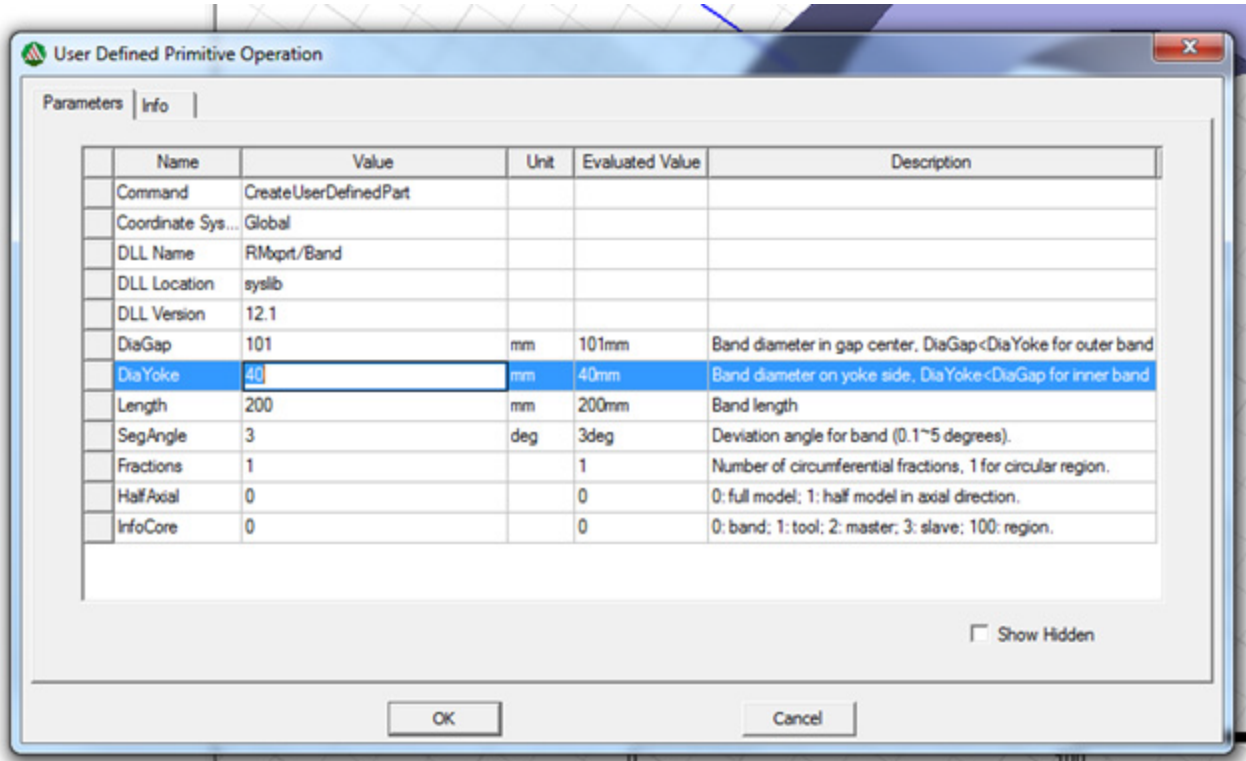 User Defined Primitive Operation
Parameters Info
Name Value Unit Evaluated Value Description
Command CreateUserDefinedPart
Coordinate Sys... Global
DLL Name RMxprt/Band
DLL Location syslib
DLL Version 12.1
DiaGap 101 mm 101mm Band diameter in gap center, DiaGap<DiaYoke for outer band
DiaYoke 40 mm 40mm Band diameter on yoke side, DiaYoke<DiaGap for inner band
Length 200 mm 200mm Band length
SegAngle 3 deg 3deg Deviation angle for band (0.1~5 degrees).
Fractions 1 1 Number of circumferential fractions, 1 for circular region.
HalfAxial 0 0 0: full model; 1: half model in axial direction.
InfoCore 0 0 0: band; 1: tool; 2: master; 3: slave; 100: region.
Show Hidden
OK Cancel